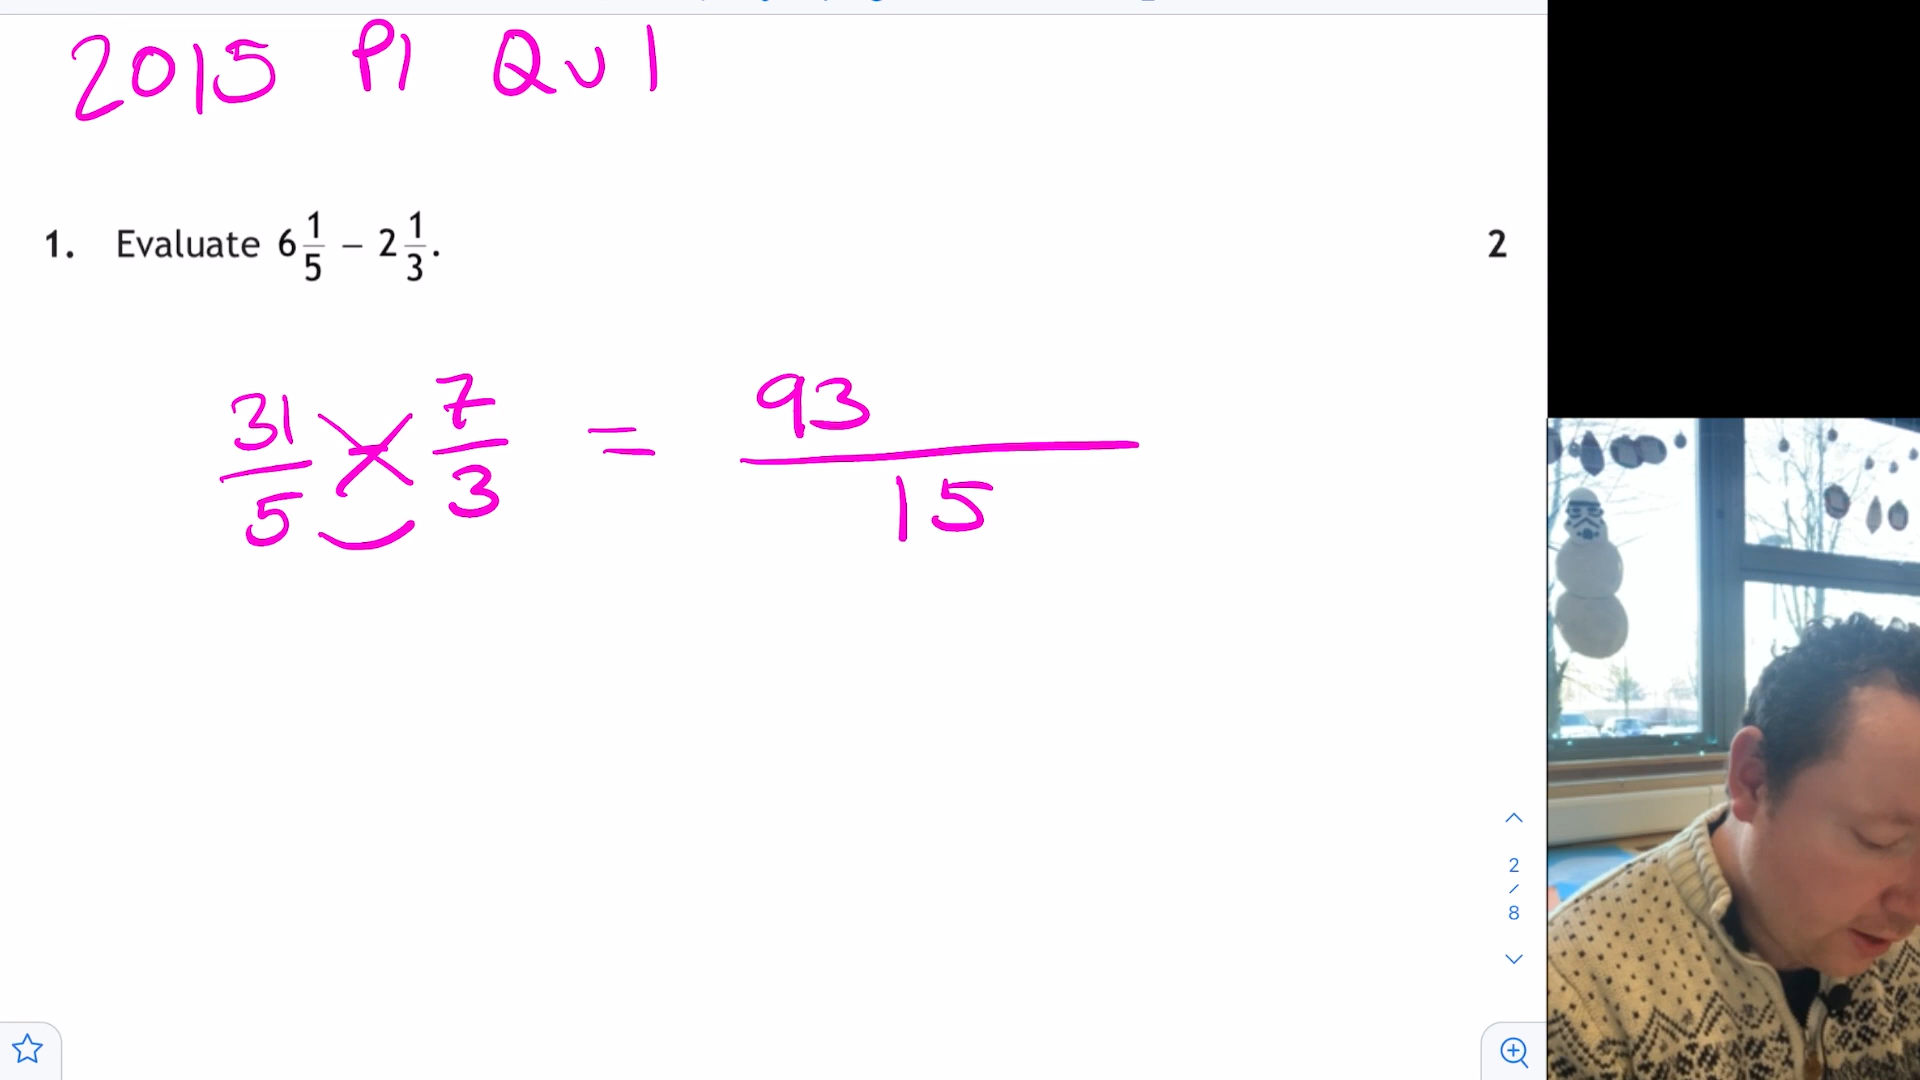 2015 P1 QU 1
1. Evaluate 6 1/5 – 2 1/3. 2
31/5 – 7/3 = 93/15
2
/
8